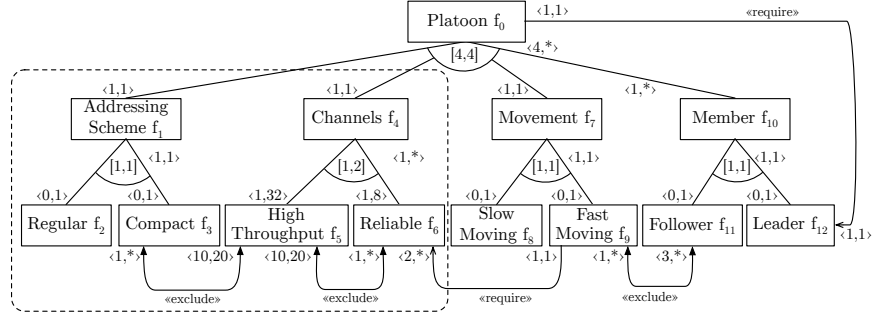 Platoon f0
‹1,1›
«require»
[4,4]
‹4,*›
‹1,1›
‹1,1›
‹1,1›
‹1,*›
Addressing
Scheme f1
Channels f4
Movement f7
Member f10
[1,1]
‹1,1›
[1,2]
‹1,*›
[1,1]
‹1,1›
[1,1]
‹1,1›
‹0,1›
‹0,1›
‹1,32›
‹1,8›
‹0,1›
‹0,1›
‹0,1›
‹0,1›
Regular f2
Compact f3
High
Throughput f5
Reliable f6
Slow
Moving f8
Fast
Moving f9
Follower f11
Leader f12
‹1,1›
‹1,*›
‹10,20›
‹10,20›
‹1,*›
‹2,*›
‹1,1›
‹1,*›
‹3,*›
«exclude»
«exclude»
«require»
«exclude»